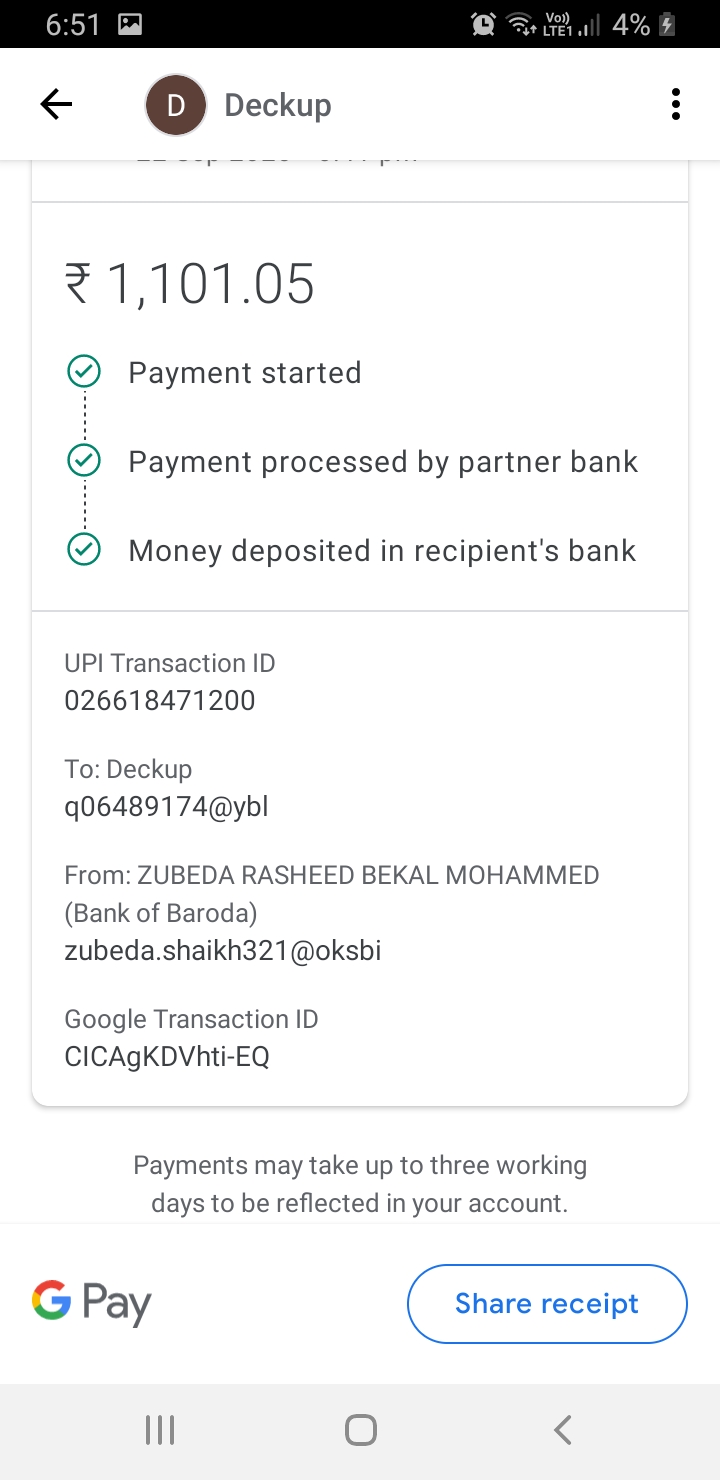 6:51
Vo)) LTE1 4%
D Deckup
₹ 1,101.05
Payment started
Payment processed by partner bank
Money deposited in recipient's bank
UPI Transaction ID
026618471200
To: Deckup
q06489174@ybl
From: ZUBEDA RASHEED BEKAL MOHAMMED
(Bank of Baroda)
zubeda.shaikh321@oksbi
Google Transaction ID
CICAgKDVhti-EQ
Payments may take up to three working
days to be reflected in your account.
G Pay
Share receipt